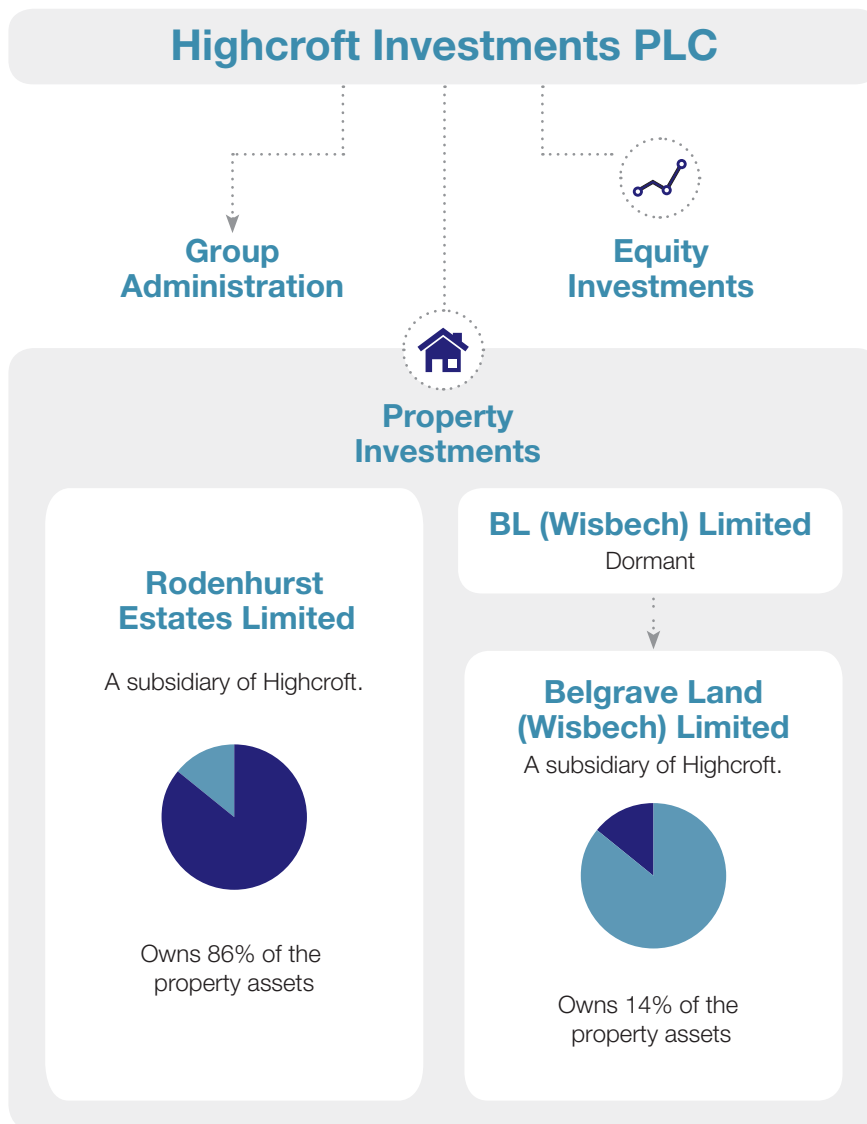 Highcroft Investments PLC
Group
Administration
Equity
Investments
Property
Investments
Rodenhurst
Estates Limited
A subsidiary of Highcroft.
Owns 86% of the
property assets
BL (Wisbech) Limited
Dormant
Belgrave Land
(Wisbech) Limited
A subsidiary of Highcroft.
Owns 14% of the
property assets